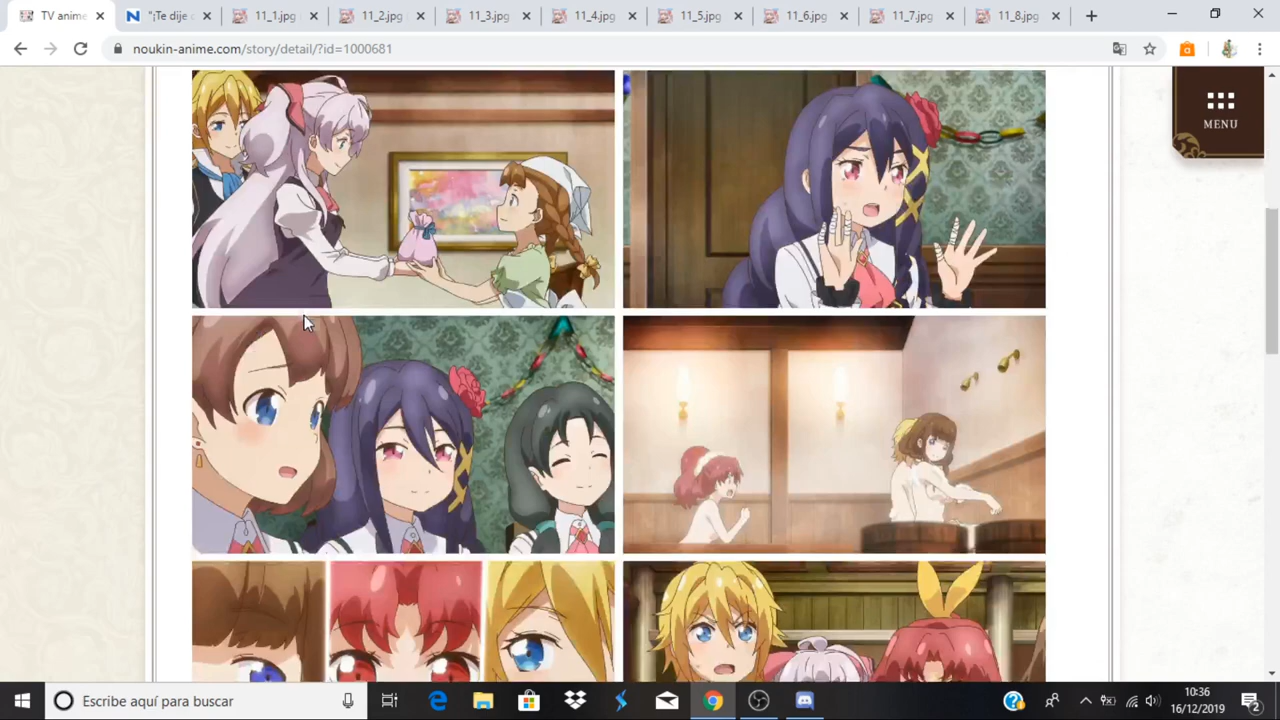 TV anime
"¡Te dije c
11_1.jpg
11_2.jpg
11_3.jpg
11_4.jpg
11_5.jpg
11_6.jpg
11_7.jpg
11_8.jpg
noukin-anime.com/story/detail/?id=1000681
MENU
Escribe aquí para buscar
10:36
16/12/2019
2